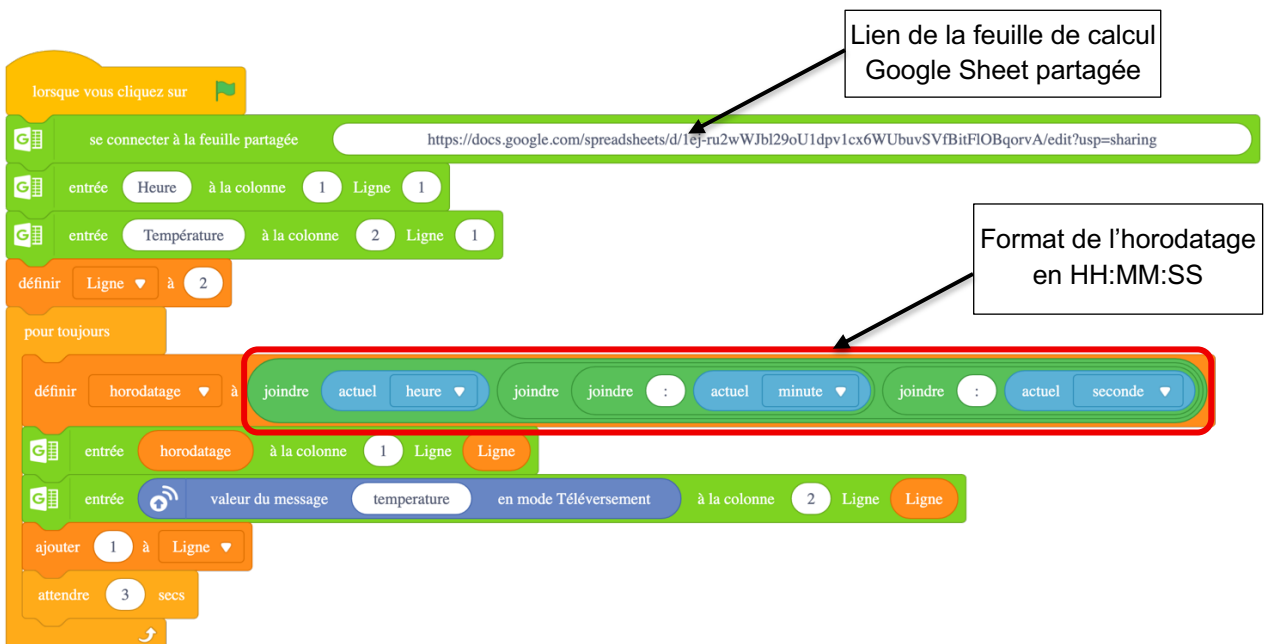 Lien de la feuille de calcul
Google Sheet partagée
lorsque vous cliquez sur
se connecter à la feuille partagée https://docs.google.com/spreadsheets/d/1ej-ru2wWJbl29oU1dpv1cx6WUbuvSVfBitFlOBqorvA/edit?usp=sharing
entrée Heure à la colonne 1 Ligne 1
entrée Température à la colonne 2 Ligne 1
Format de l'horodatage
en HH:MM:SS
définir Ligne à 2
pour toujours
définir horodatage à joindre actuel heure joindre joindre : actuel minute joindre : actuel seconde
entrée horodatage à la colonne 1 Ligne Ligne
entrée valeur du message temperature en mode Téléversement à la colonne 2 Ligne Ligne
ajouter 1 à Ligne
attendre 3 secs